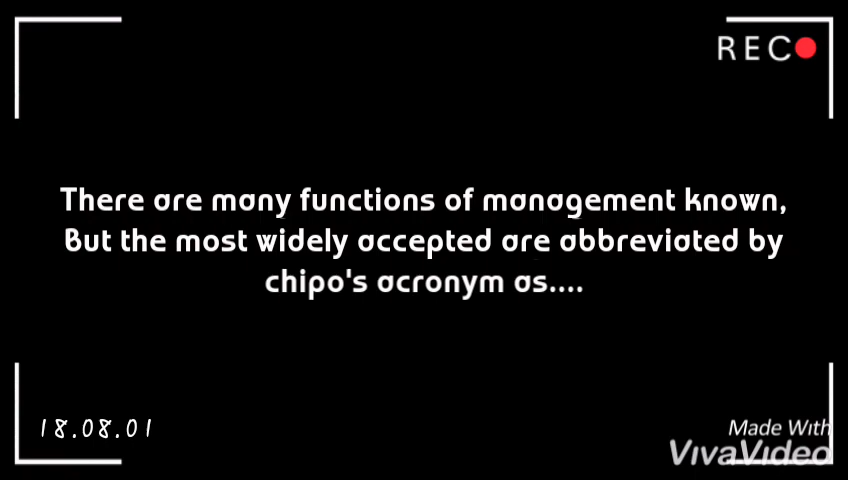 REC
There are many functions of management known,
But the most widely accepted are abbreviated by
chipo's acronym as....
18.08.01
Made With
VivaVideo